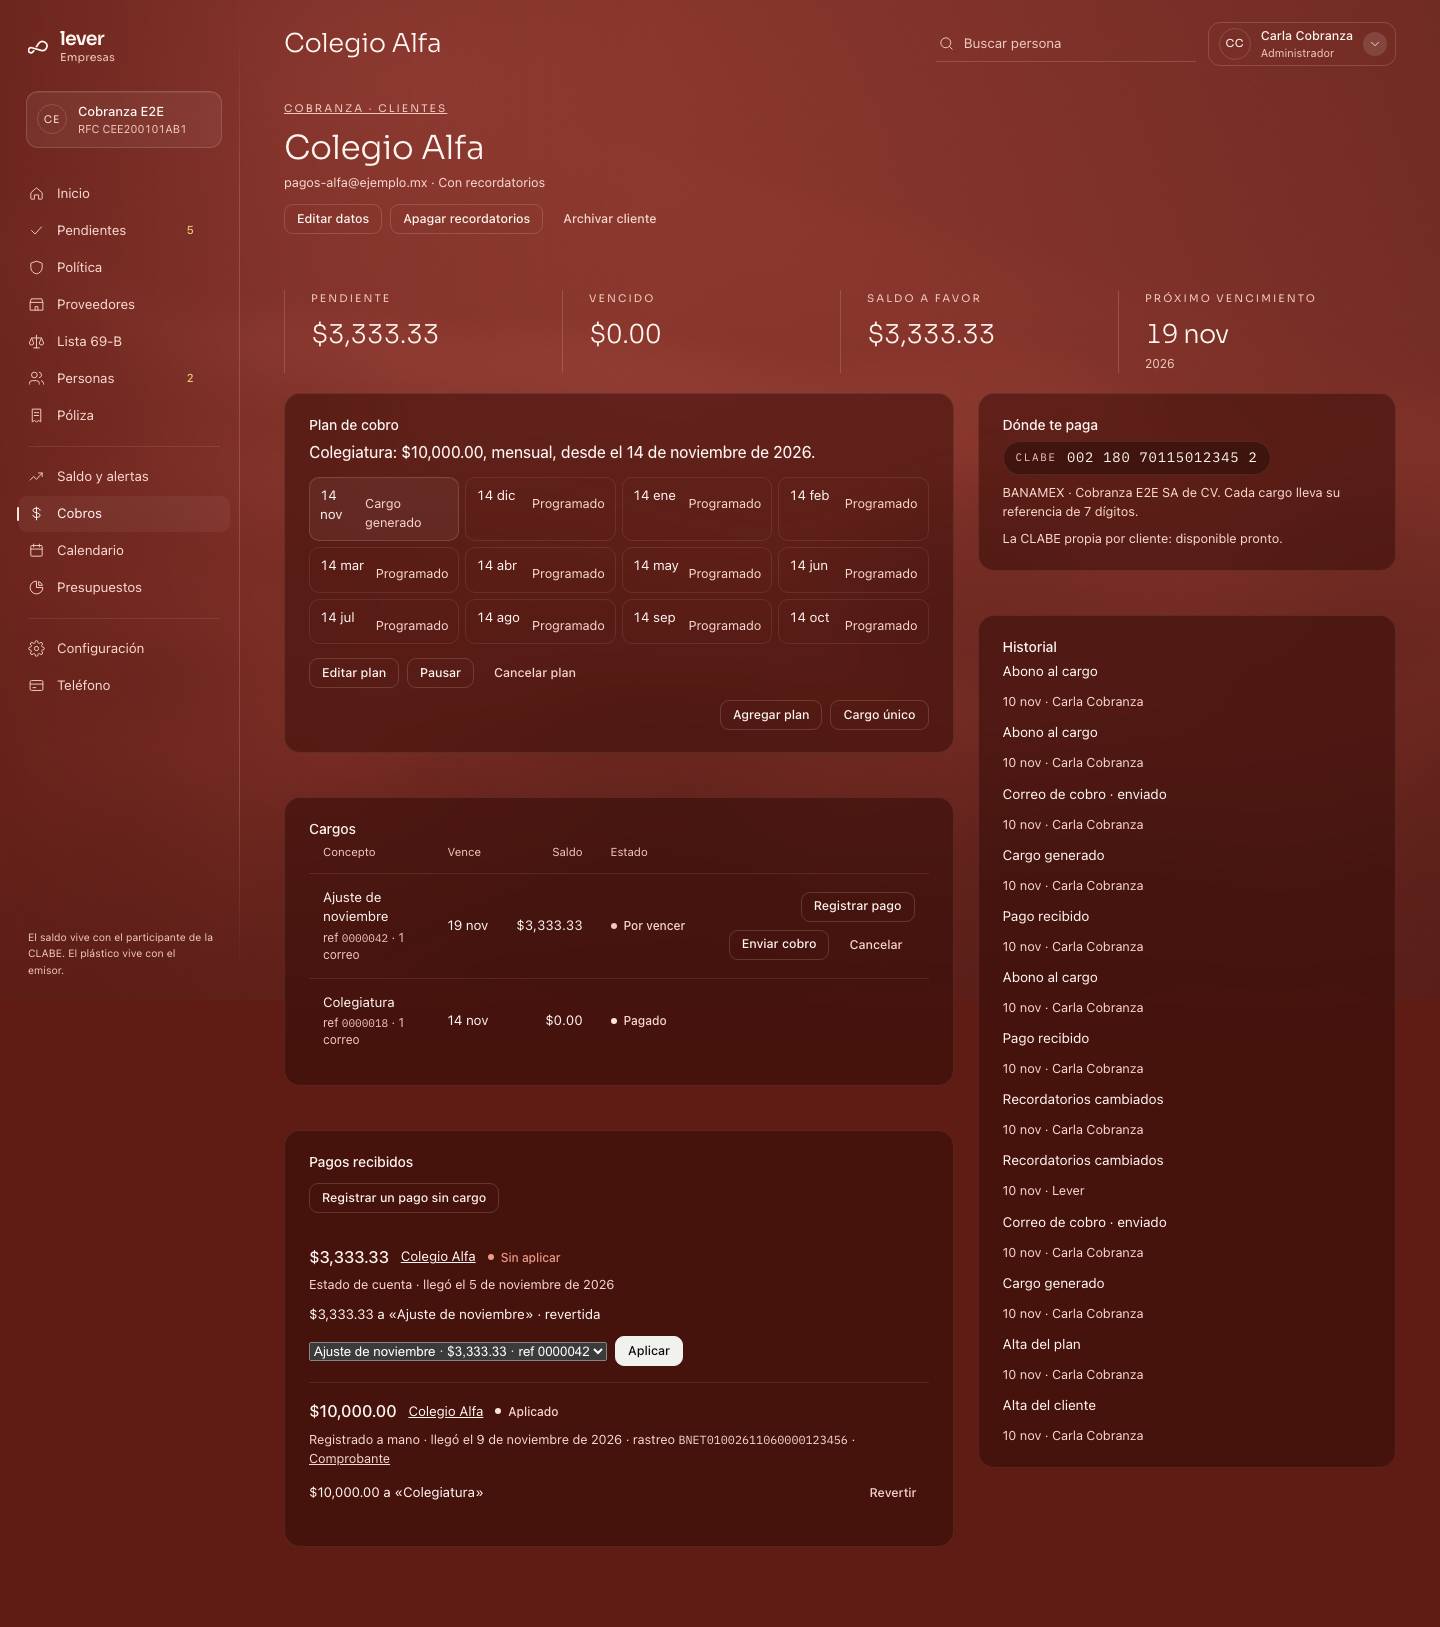 lever
Empresas
CE
Cobranza E2E
RFC CEE200101AB1
Inicio
Pendientes 5
Política
Proveedores
Lista 69-B
Personas 2
Póliza
Saldo y alertas
Cobros
Calendario
Presupuestos
Configuración
Teléfono
El saldo vive con el participante de la
CLABE. El plástico vive con el
emisor.
Colegio Alfa
Buscar persona
CC
Carla Cobranza
Administrador
COBRANZA · CLIENTES
Colegio Alfa
pagos-alfa@ejemplo.mx · Con recordatorios
Editar datos
Apagar recordatorios
Archivar cliente
PENDIENTE
$3,333.33
VENCIDO
$0.00
SALDO A FAVOR
$3,333.33
PRÓXIMO VENCIMIENTO
19 nov
2026
Plan de cobro
Colegiatura: $10,000.00, mensual, desde el 14 de noviembre de 2026.
14
nov
Cargo
generado
14 dic Programado
14 ene Programado
14 feb Programado
14 mar Programado
14 abr Programado
14 may Programado
14 jun Programado
14 jul Programado
14 ago Programado
14 sep Programado
14 oct Programado
Editar plan
Pausar
Cancelar plan
Agregar plan
Cargo único
Cargos
Concepto Vence Saldo Estado
Ajuste de
noviembre
ref 0000042 · 1
correo
19 nov $3,333.33 Por vencer
Registrar pago
Enviar cobro
Cancelar
Colegiatura
ref 0000018 · 1
correo
14 nov $0.00 Pagado
Pagos recibidos
Registrar un pago sin cargo
$3,333.33 Colegio Alfa Sin aplicar
Estado de cuenta · llegó el 5 de noviembre de 2026
$3,333.33 a «Ajuste de noviembre» · revertida
Ajuste de noviembre · $3,333.33 · ref 0000042
Aplicar
$10,000.00 Colegio Alfa Aplicado
Registrado a mano · llegó el 9 de noviembre de 2026 · rastreo BNET01002611060000123456 ·
Comprobante
$10,000.00 a «Colegiatura»
Revertir
Dónde te paga
CLABE 002 180 70115012345 2
BANAMEX · Cobranza E2E SA de CV. Cada cargo lleva su
referencia de 7 dígitos.
La CLABE propia por cliente: disponible pronto.
Historial
Abono al cargo
10 nov · Carla Cobranza
Abono al cargo
10 nov · Carla Cobranza
Correo de cobro · enviado
10 nov · Carla Cobranza
Cargo generado
10 nov · Carla Cobranza
Pago recibido
10 nov · Carla Cobranza
Abono al cargo
10 nov · Carla Cobranza
Pago recibido
10 nov · Carla Cobranza
Recordatorios cambiados
10 nov · Carla Cobranza
Recordatorios cambiados
10 nov · Lever
Correo de cobro · enviado
10 nov · Carla Cobranza
Cargo generado
10 nov · Carla Cobranza
Alta del plan
10 nov · Carla Cobranza
Alta del cliente
10 nov · Carla Cobranza